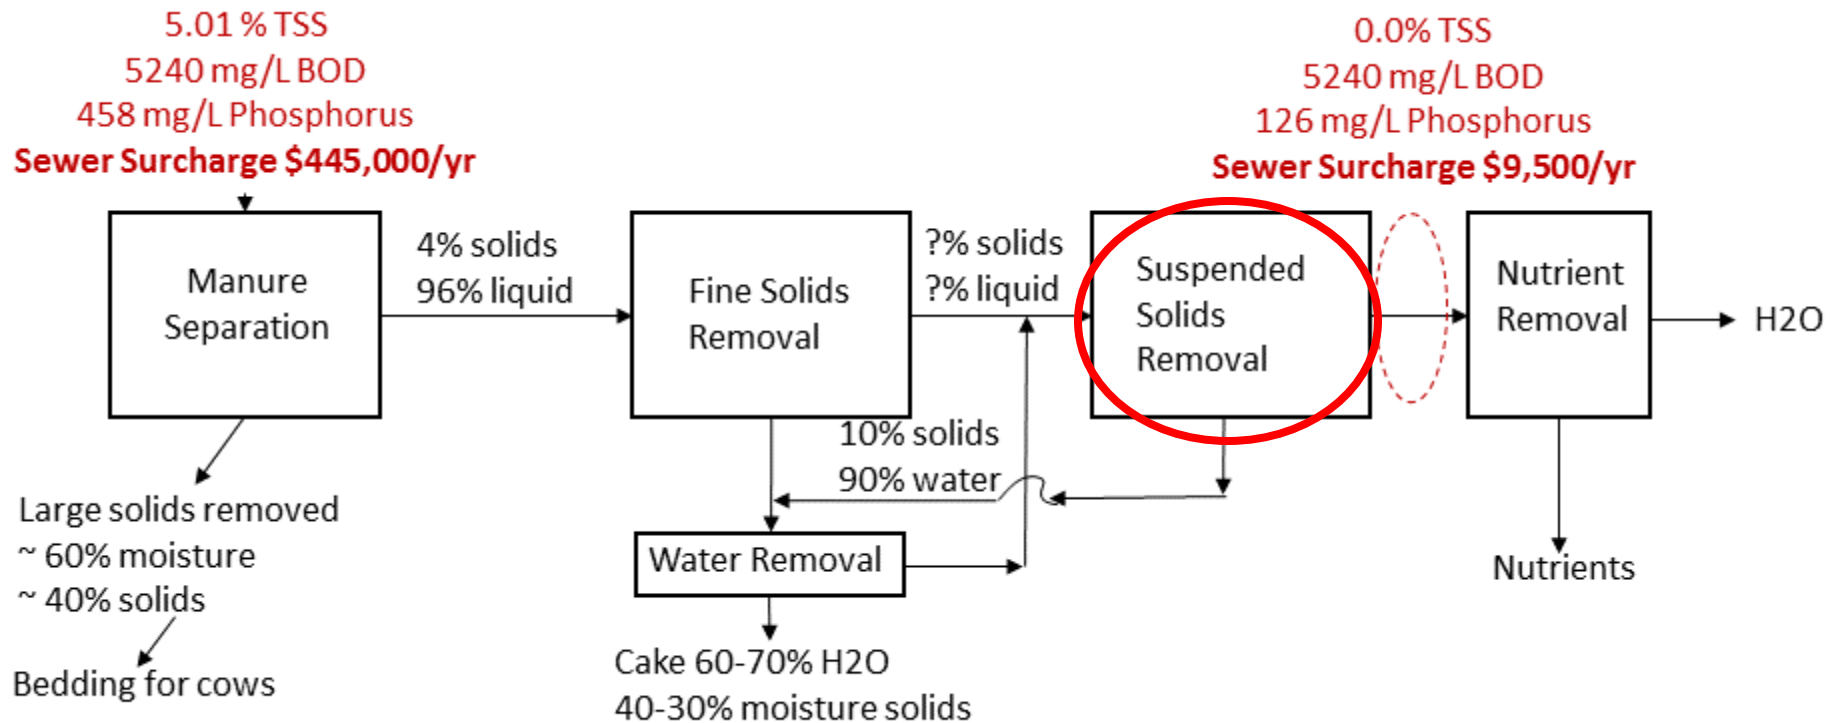 5.01 % TSS
5240 mg/L BOD
458 mg/L Phosphorus
Sewer Surcharge $445,000/yr
0.0% TSS
5240 mg/L BOD
126 mg/L Phosphorus
Sewer Surcharge $9,500/yr
Manure
Separation
4% solids
96% liquid
Fine Solids
Removal
?% solids
?% liquid
Suspended
Solids
Removal
Nutrient
Removal
H2O
10% solids
90% water
Large solids removed
~ 60% moisture
~ 40% solids
Bedding for cows
Water Removal
Cake 60-70% H2O
40-30% moisture solids
Nutrients